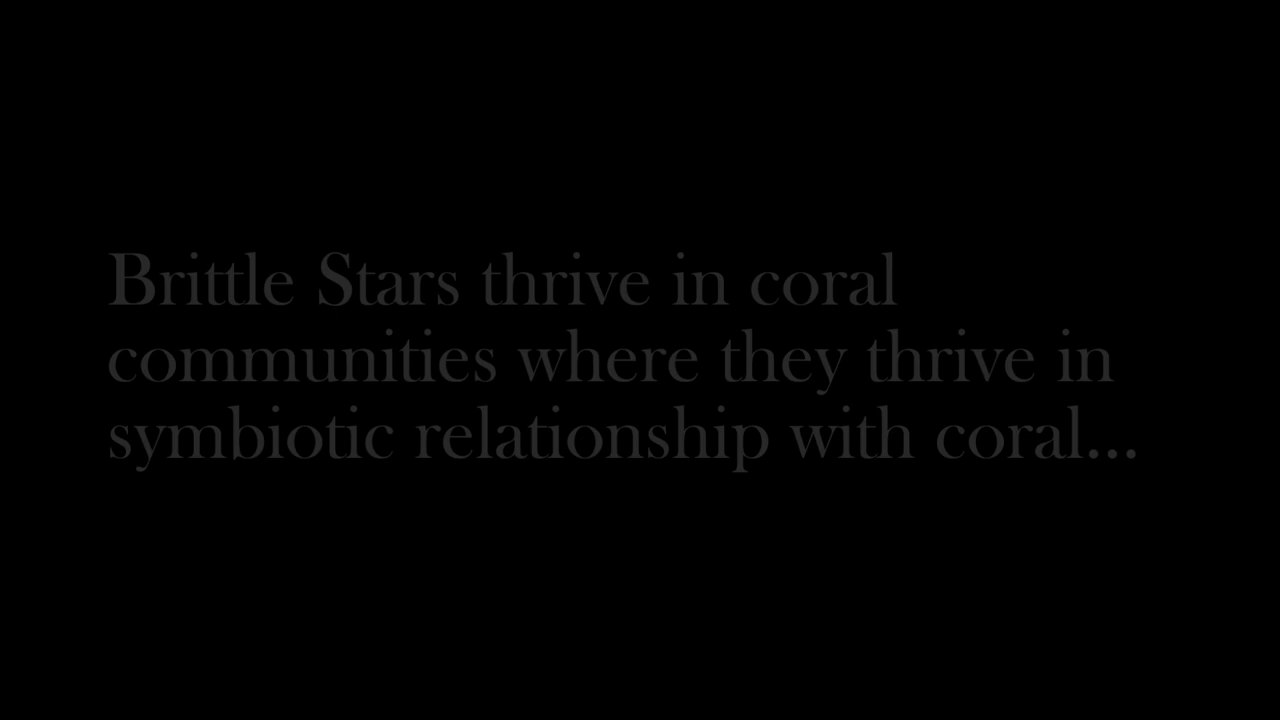 Brittle Stars thrive in coral
communities where they thrive in
symbiotic relationship with coral...